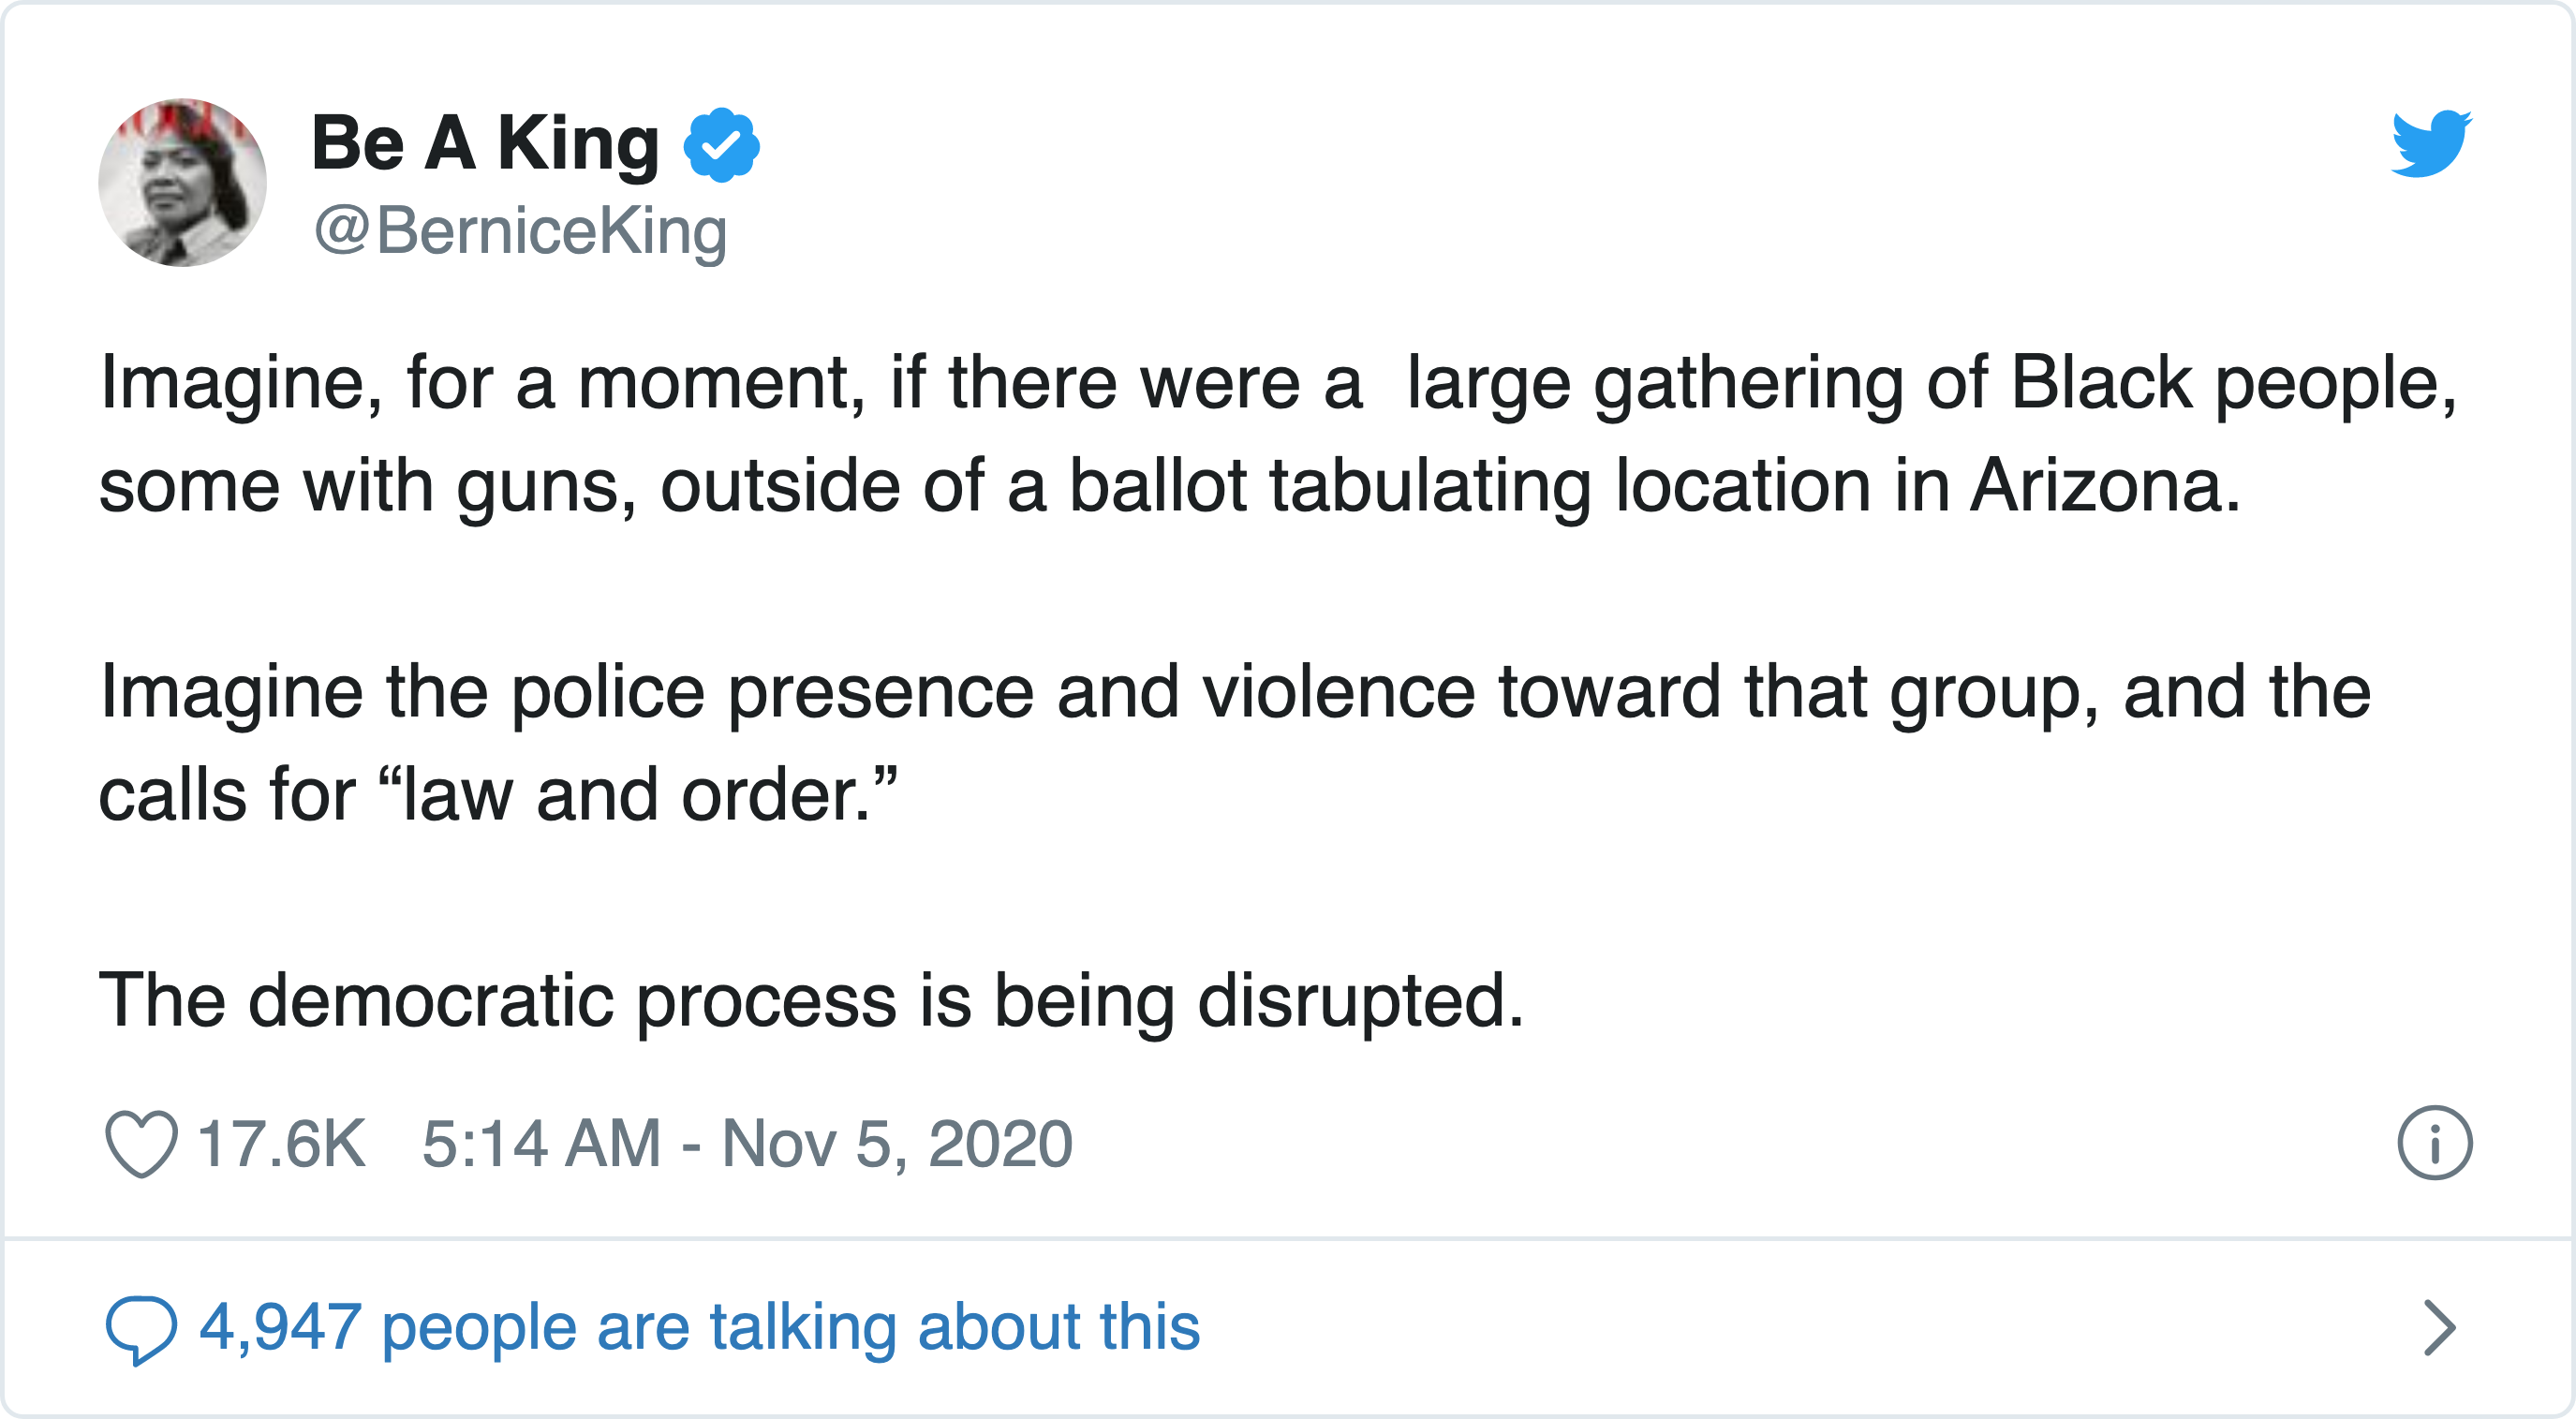 Be A King
@BerniceKing
Imagine, for a moment, if there were a  large gathering of Black people,
some with guns, outside of a ballot tabulating location in Arizona.
Imagine the police presence and violence toward that group, and the
calls for “law and order.”
The democratic process is being disrupted.
17.6K 5:14 AM - Nov 5, 2020
4,947 people are talking about this